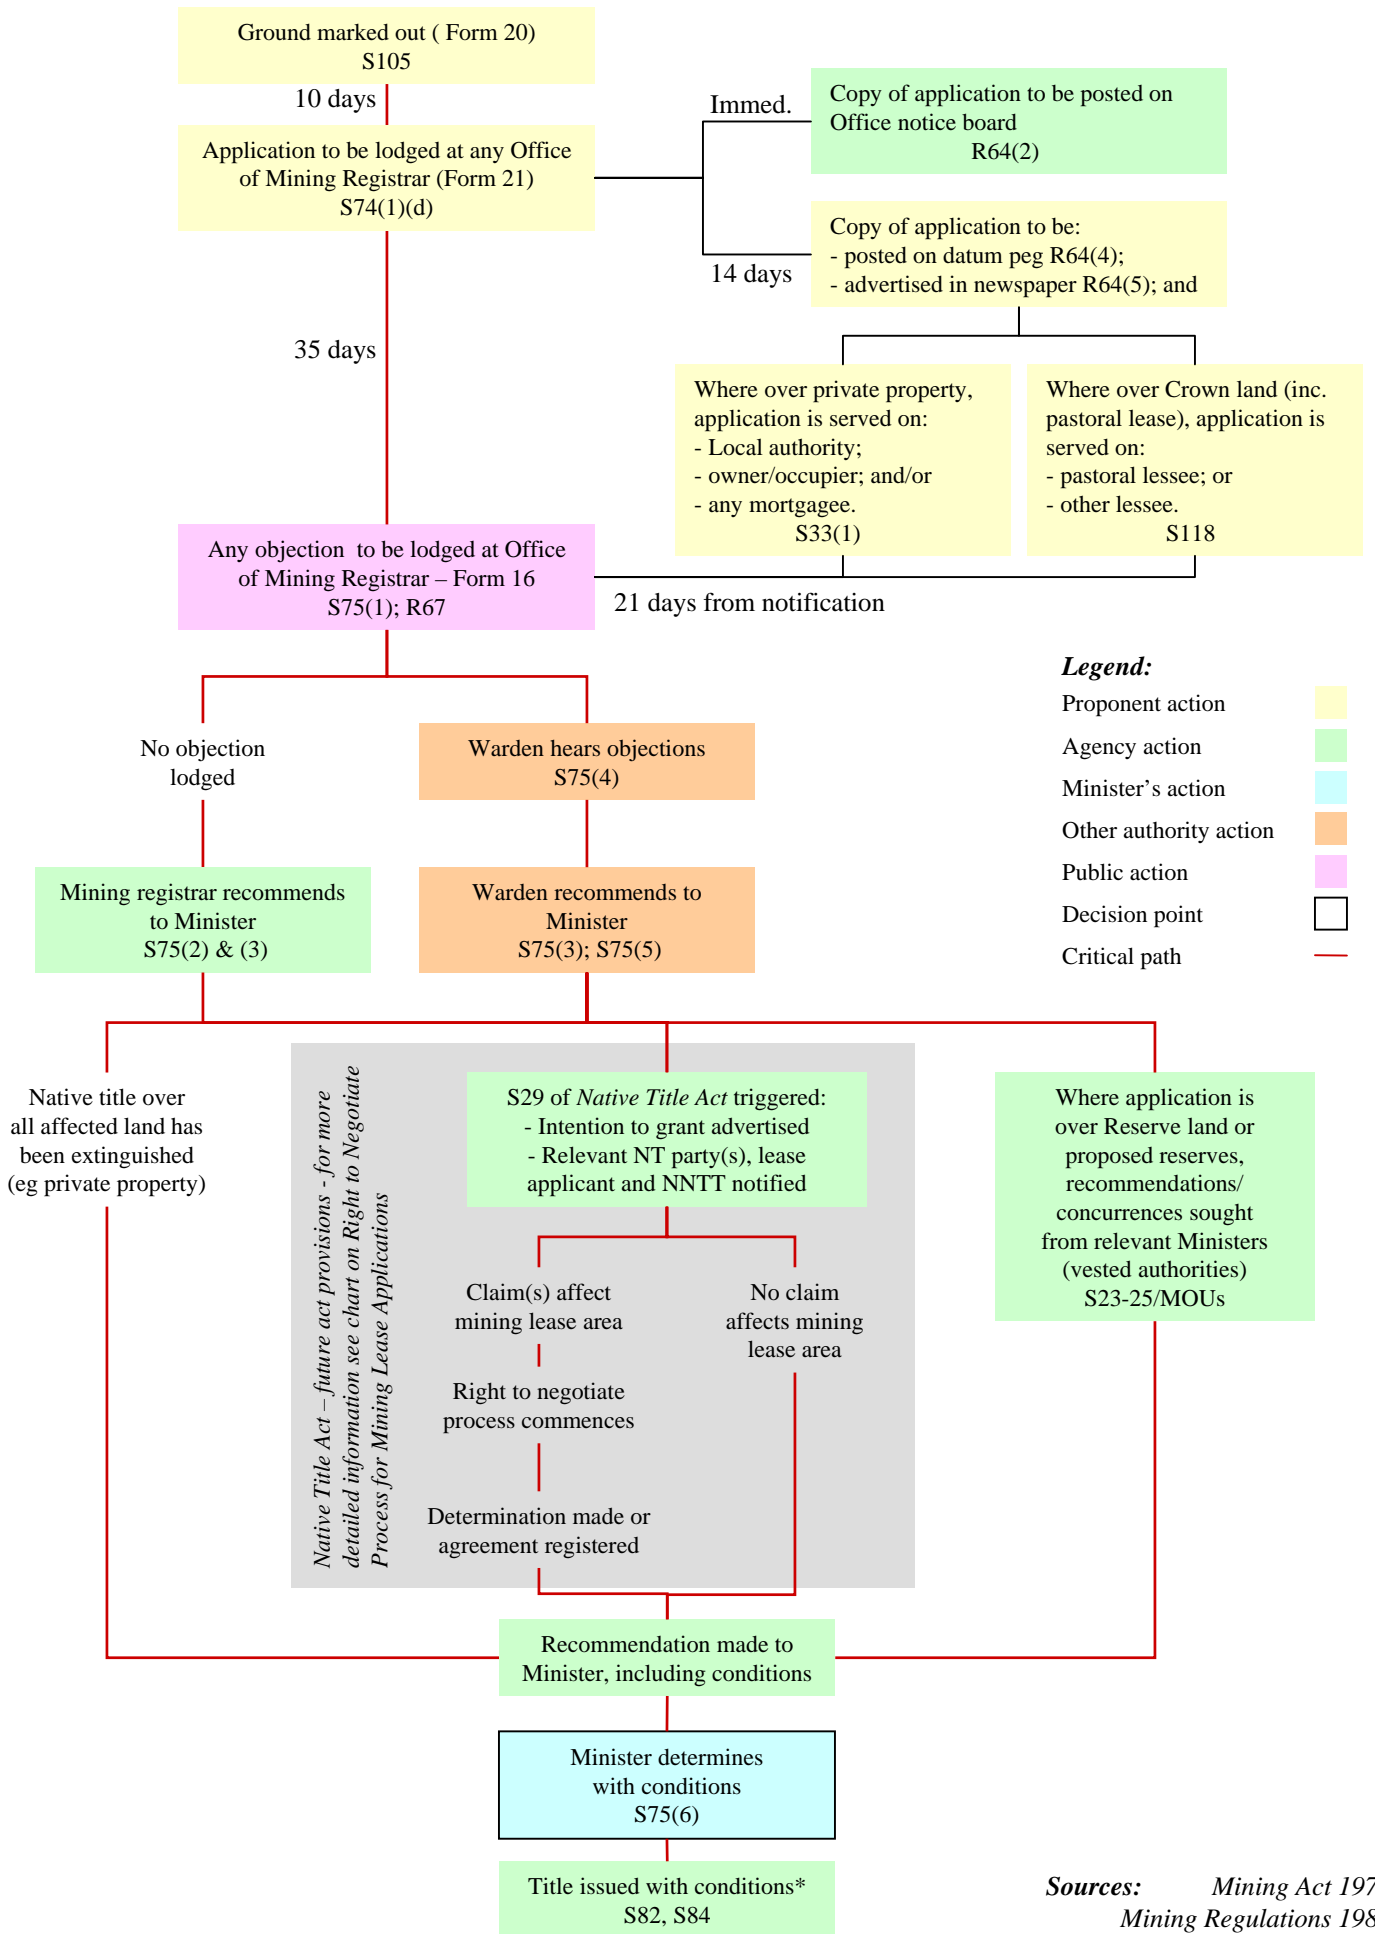 Ground marked out ( Form 20)
S105
10 days
Application to be lodged at any Office
of Mining Registrar (Form 21)
S74(1)(d)
Immed.
Copy of application to be posted on
Office notice board
R64(2)
14 days
Copy of application to be:
- posted on datum peg R64(4);
- advertised in newspaper R64(5); and
35 days
Where over private property,
application is served on:
- Local authority;
- owner/occupier; and/or
- any mortgagee.
S33(1)
Where over Crown land (inc.
pastoral lease), application is
served on:
- pastoral lessee; or
- other lessee.
S118
Any objection  to be lodged at Office
of Mining Registrar – Form 16
S75(1); R67
21 days from notification
Legend:
Proponent action
Agency action
Minister’s action
Other authority action
Public action
Decision point
Critical path
No objection
lodged
Warden hears objections
S75(4)
Mining registrar recommends
to Minister
S75(2) & (3)
Warden recommends to
Minister
S75(3); S75(5)
Native title over
all affected land has
been extinguished
(eg private property)
Native Title Act – future act provisions - for more
detailed information see chart on Right to Negotiate
Process for Mining Lease Applications
S29 of Native Title Act triggered:
- Intention to grant advertised
- Relevant NT party(s), lease
applicant and NNTT notified
Where application is
over Reserve land or
proposed reserves,
recommendations/
concurrences sought
from relevant Ministers
(vested authorities)
S23-25/MOUs
Claim(s) affect
mining lease area
No claim
affects mining
lease area
Right to negotiate
process commences
Determination made or
agreement registered
Recommendation made to
Minister, including conditions
Minister determines
with conditions
S75(6)
Title issued with conditions*
S82, S84
Sources: Mining Act 197
Mining Regulations 198